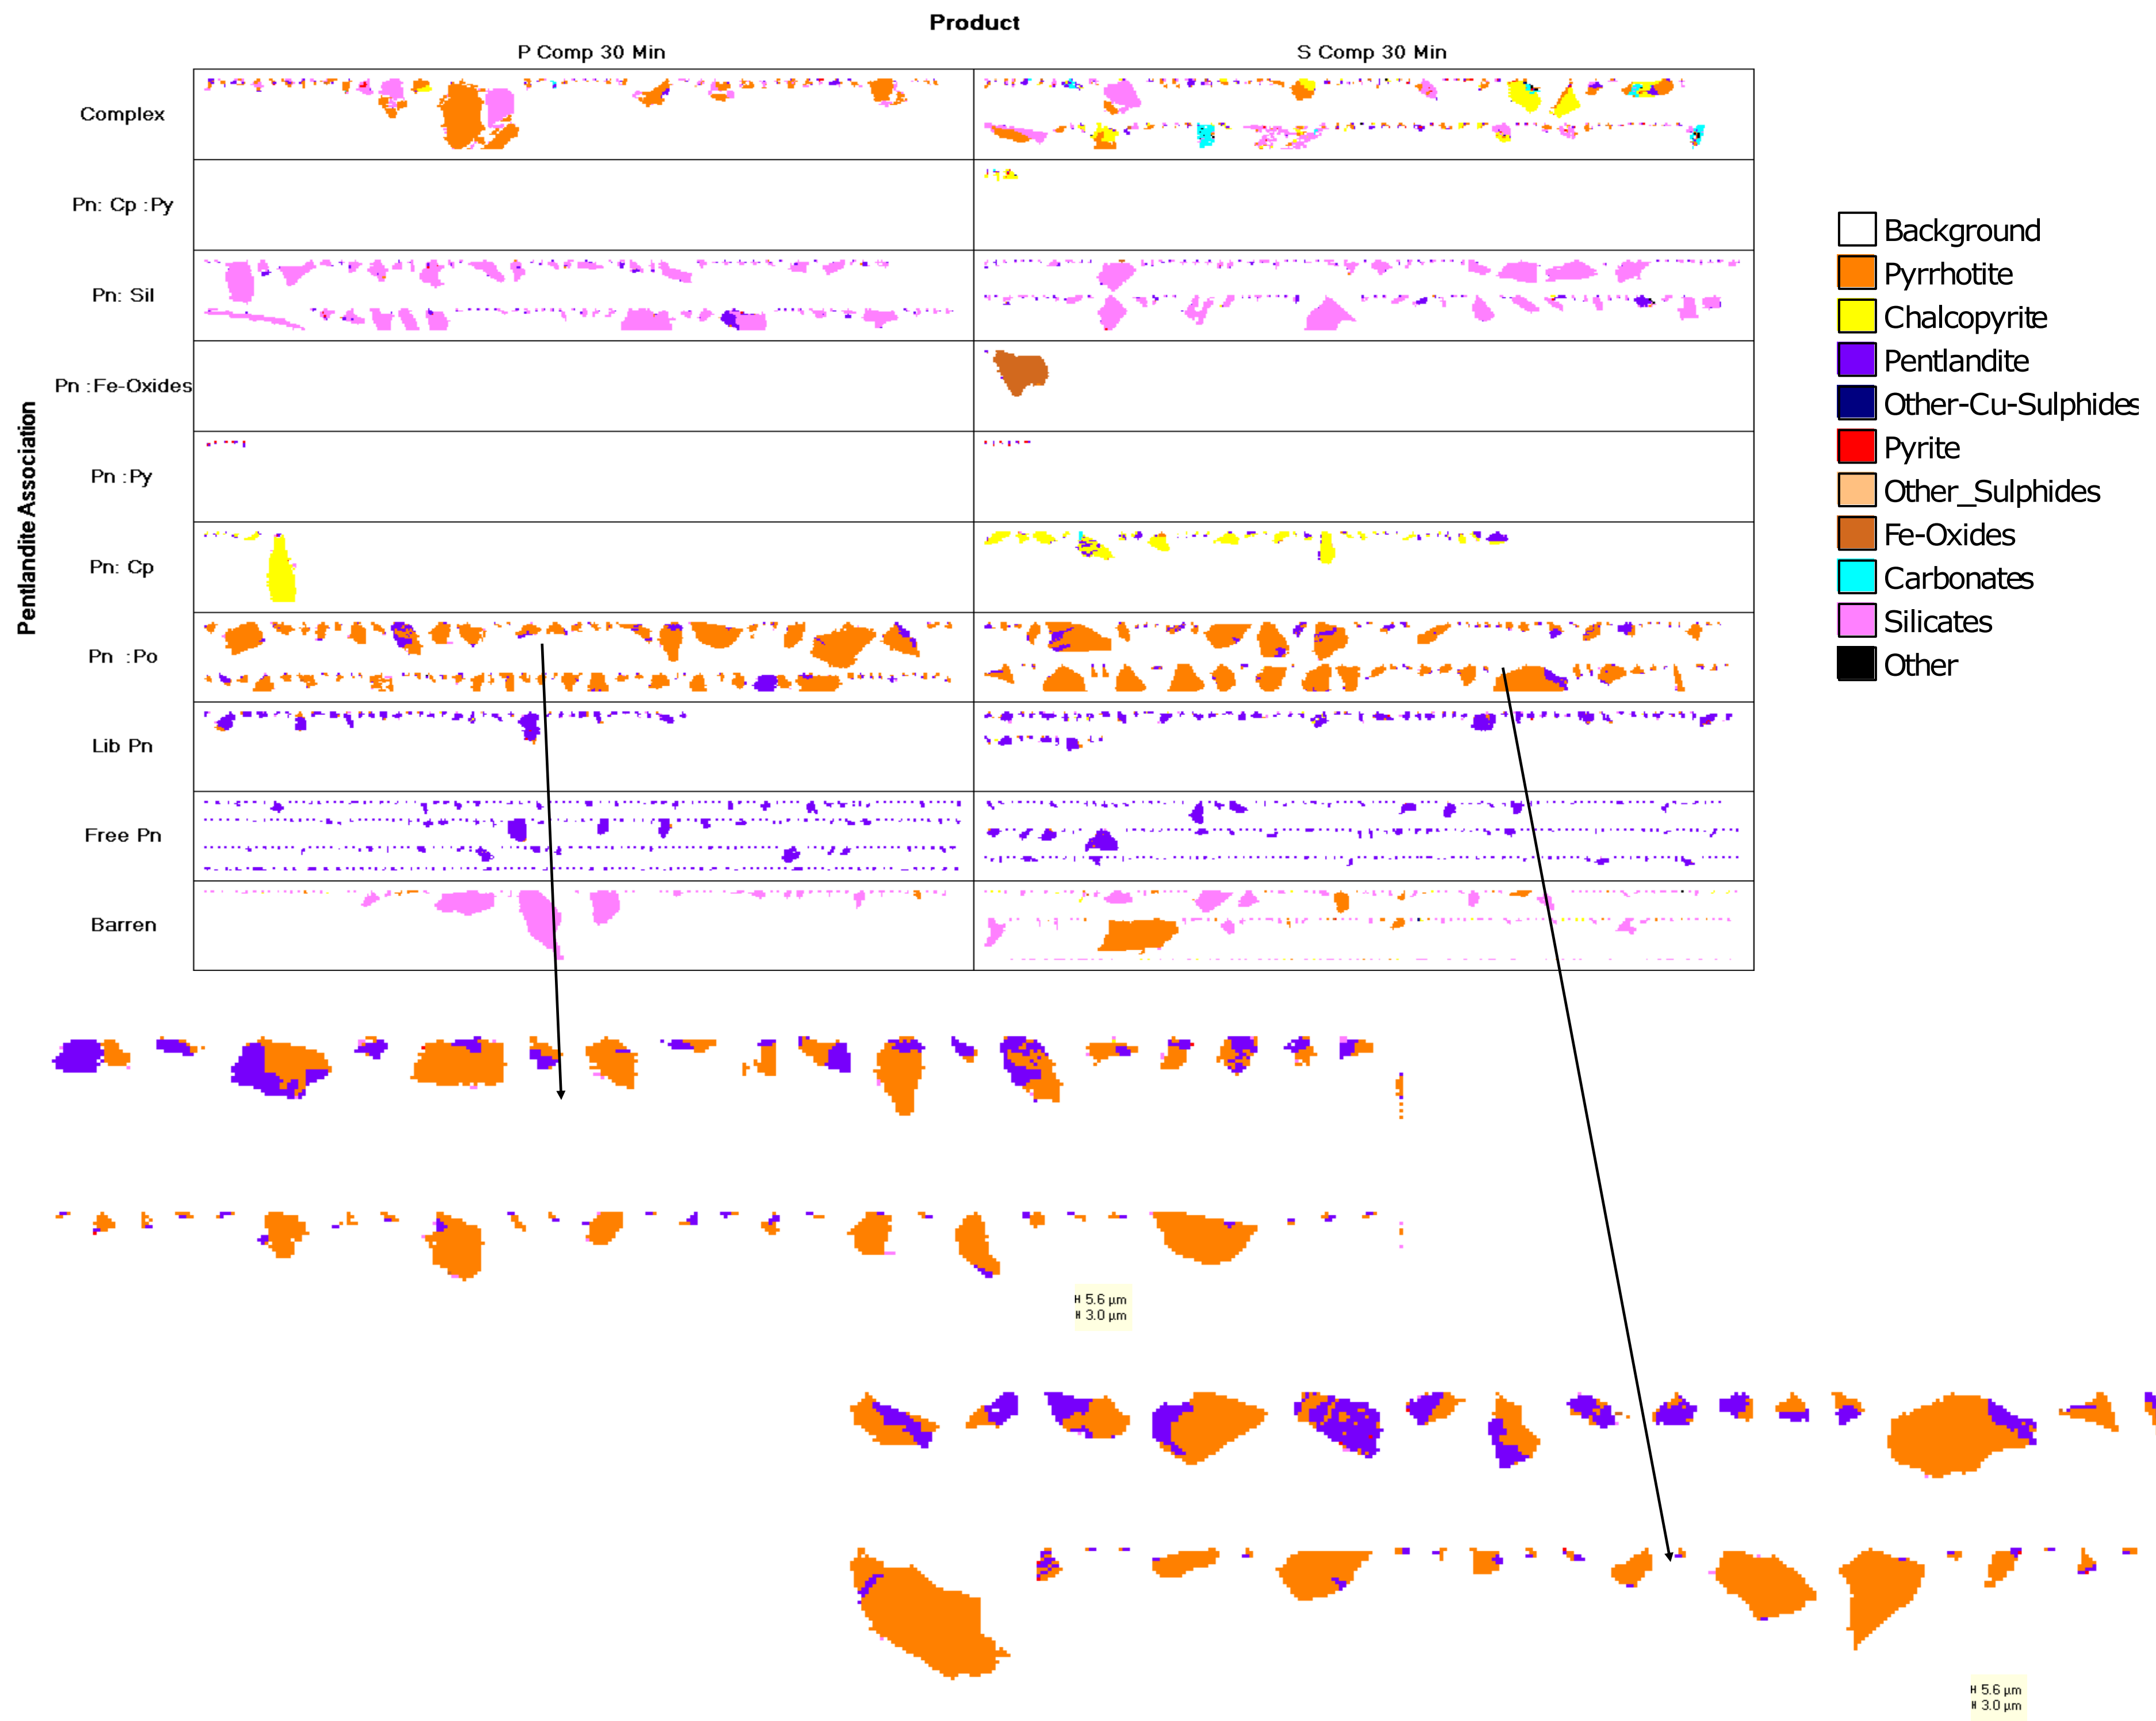 Product
P Comp 30 Min
S Comp 30 Min
Pentlandite Association
Complex
Pn: Cp :Py
Pn: Sil
Pn :Fe-Oxides
Pn :Py
Pn: Cp
Pn :Po
Lib Pn
Free Pn
Barren
Background
Pyrrhotite
Chalcopyrite
Pentlandite
Other-Cu-Sulphides
Pyrite
Other_Sulphides
Fe-Oxides
Carbonates
Silicates
Other
5.6 µm
3.0 µm
5.6 µm
3.0 µm